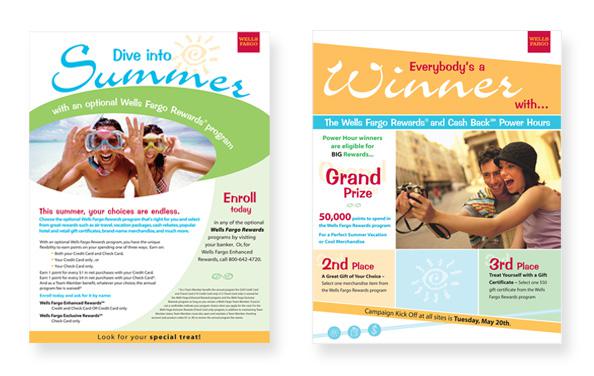 WELLS
FARGO
Dive into
Summer
with an optional Wells Fargo Rewards® program
This summer, your choices are endless.
Choose the optional Wells Fargo Rewards program that's right for you and select
from great rewards such as air travel, vacation packages, cash rebates, popular
hotel and retail gift certificates, brand-name merchandise, and much more.
With an optional Wells Fargo Rewards program, you have the unique
flexibility to earn points on your spending one of three ways. Earn on:
• Both your Credit Card and Check Card.
• Your Credit Card only, or
• Your Check Card only.
Earn 1 point for every $1 in net purchases with your Credit Card.
Earn 1 point for every $4 in net purchases with your Check Card*.
And as a Team Member benefit, whatever your choice, the annual
program fee is waived!*
Enroll today and ask for it by name:
Wells Fargo Enhanced Rewards℠
Credit and Check Card OR Credit Card only.
Wells Fargo Exclusive Rewards℠
Check Card only.
Enroll
today
in any of the optional
Wells Fargo Rewards
programs by visiting
your banker. Or, for
Wells Fargo Enhanced
Rewards, call 800-642-4720.
Look for your special treat!
WELLS
FARGO
Everybody's a
Winner
with...
The Wells Fargo Rewards® and Cash Back℠ Power Hours
Power Hour winners
are eligible for
BIG Rewards...
Grand
Prize
50,000 points to spend in
the Wells Fargo Rewards program
For a Perfect Summer Vacation
or Cool Merchandise
2nd Place
A Great Gift of Your Choice –
Select one merchandise item from
the Wells Fargo Rewards program
3rd Place
Treat Yourself with a Gift
Certificate – Select one $50
gift certificate from the Wells
Fargo Rewards program
Campaign Kick Off at all sites is Tuesday, May 20th.